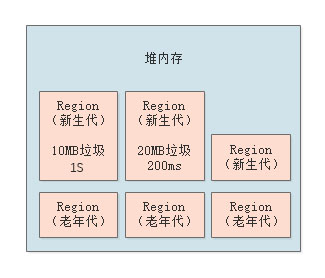 堆内存
Region
（新生代）
10MB垃圾
1S
Region
（新生代）
20MB垃圾
200ms
Region
（新生代）
Region
（老年代）
Region
（老年代）
Region
（老年代）